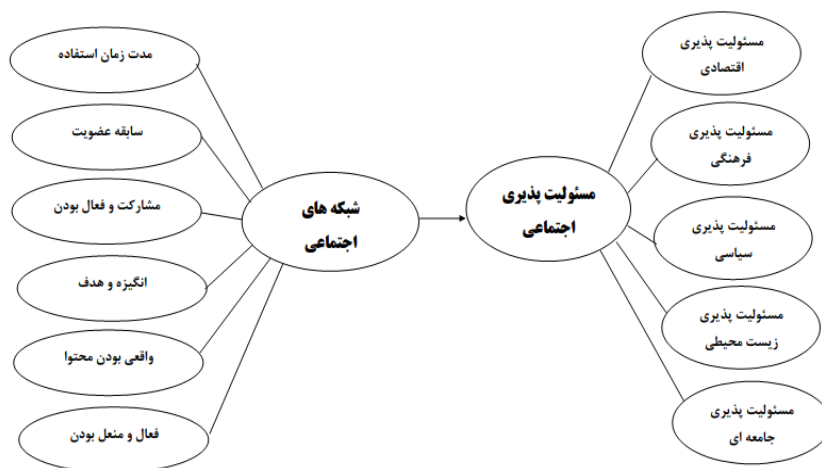 مدت زمان استفاده
سابقه عضویت
مشارکت و فعال بودن
انگیزه و هدف
واقعی بودن محتوا
فعال و منعل بودن
شبکه های
اجتماعی
مسئولیت پذیری
اجتماعی
مسئولیت پذیری
اقتصادی
مسئولیت پذیری
فرهنگی
مسئولیت پذیری
سیاسی
مسئولیت پذیری
زیست محیطی
مسئولیت پذیری
جامعه ای